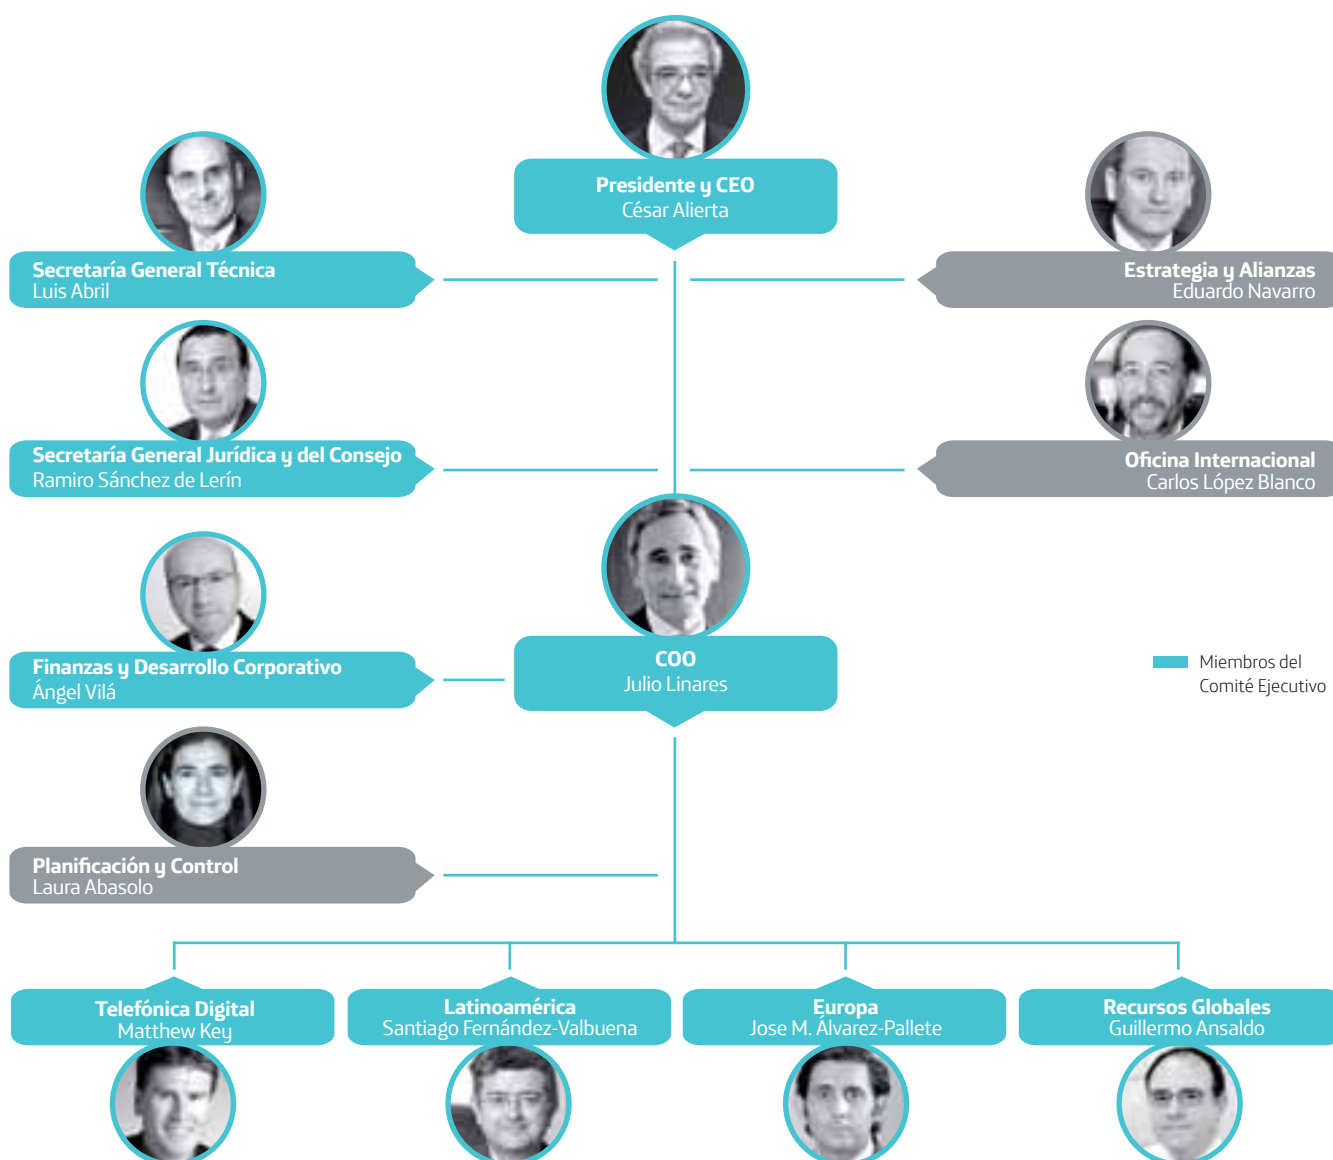 Presidente y CEO
César Alierta
Secretaría General Técnica
Luis Abril
Estrategia y Alianzas
Eduardo Navarro
Secretaría General Jurídica y del Consejo
Ramiro Sánchez de Lerín
Oficina Internacional
Carlos López Blanco
Finanzas y Desarrollo Corporativo
Ángel Vilá
COO
Julio Linares
Miembros del
Comité Ejecutivo
Planificación y Control
Laura Abasolo
Telefónica Digital
Matthew Key
Latinoamérica
Santiago Fernández-Valbuena
Europa
Jose M. Álvarez-Pallete
Recursos Globales
Guillermo Ansaldo